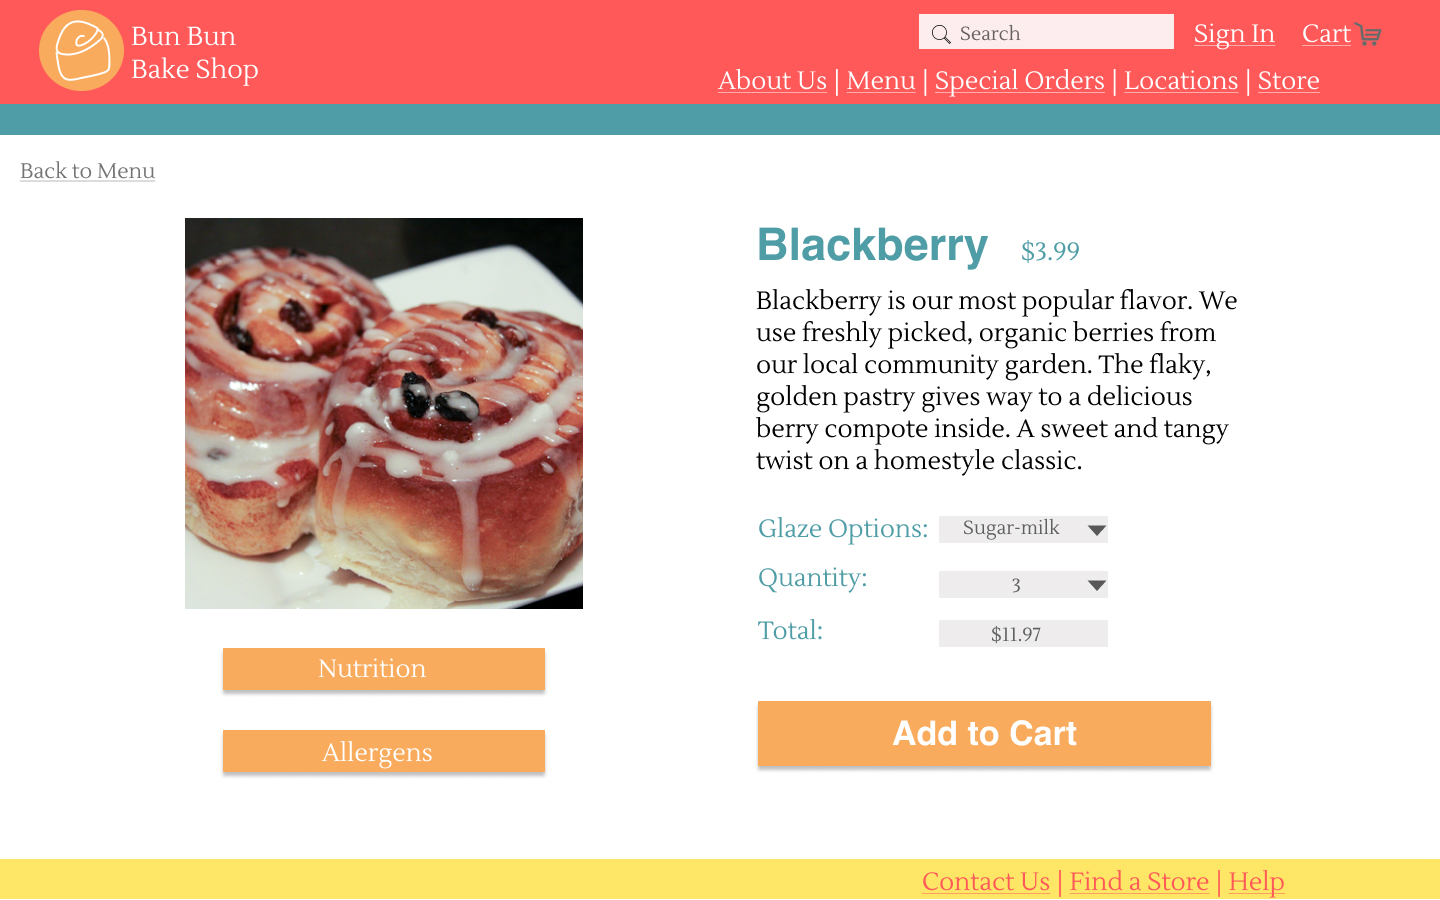 Bun Bun
Bake Shop
Search
Sign In
Cart
About Us | Menu | Special Orders | Locations | Store
Back to Menu
Blackberry $3.99
Blackberry is our most popular flavor. We
use freshly picked, organic berries from
our local community garden. The flaky,
golden pastry gives way to a delicious
berry compote inside. A sweet and tangy
twist on a homestyle classic.
Glaze Options: Sugar-milk
Quantity: 3
Total: $11.97
Nutrition
Allergens
Add to Cart
Contact Us | Find a Store | Help